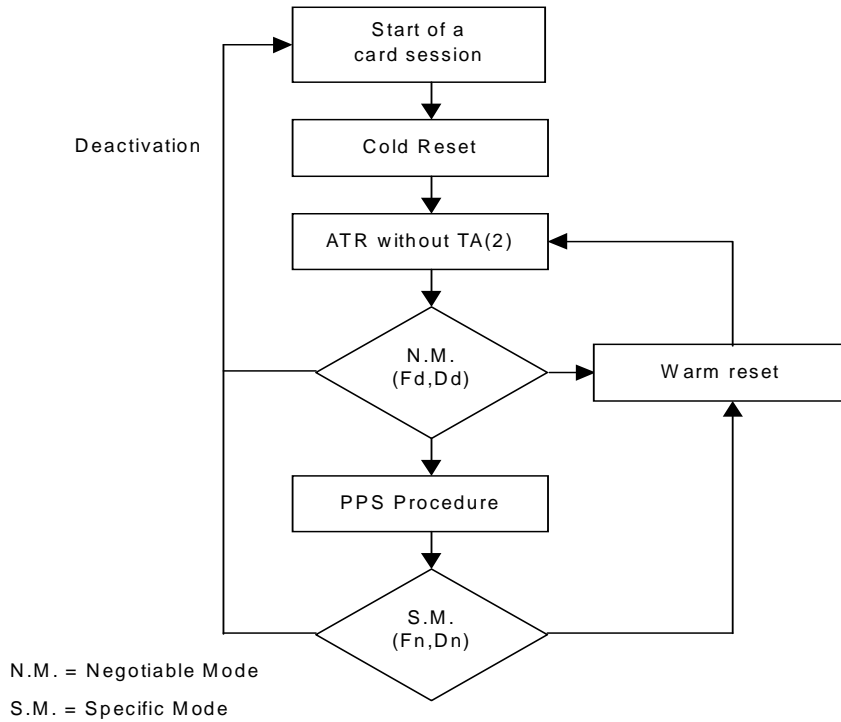 Start of a
card session
Deactivation
Cold Reset
ATR without TA(2)
N.M.
(Fd,Dd)
Warm reset
PPS Procedure
S.M.
(Fn,Dn)
N.M. = Negotiable Mode
S.M. = Specific Mode